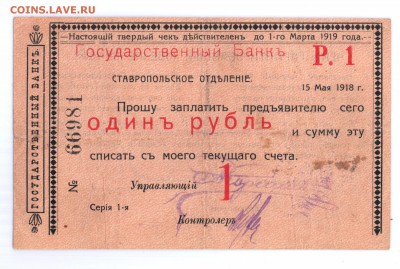 COINS.LAVE.RU
Настоящій твердый чекъ дѣйствителенъ до 1-го Марта 1919 года.
Государственный Банкъ
Р. 1
СТАВРОПОЛЬСКОЕ ОТДѢЛЕНІЕ.
15 Мая 1918 г.
Прошу заплатить предъявителю сего
одинъ рубль
и сумму эту
списать съ моего текущаго счета.
Управляющій
1
Серія 1-я
Контролеръ
№ 66981
ГОСУДАРСТВЕННЫЙ БАНКЪ